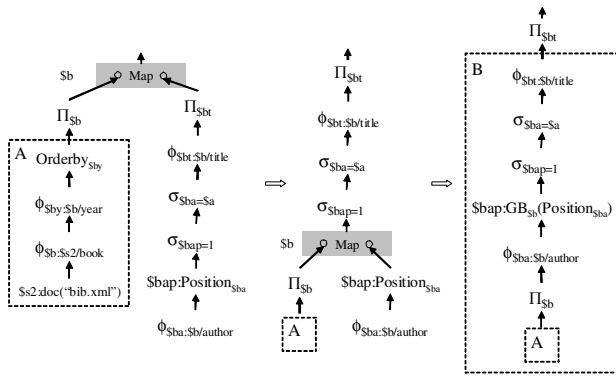 $b Map
Π$b
Π$bt
A
Orderby$by
ϕ$by:$b/year
ϕ$b:$s2/book
$s2:doc("bib.xml")
ϕ$bt:$b/title
σ$ba=$a
σ$bap=1
$bap:Position$ba
ϕ$ba:$b/author
Π$bt
ϕ$bt:$b/title
σ$ba=$a
σ$bap=1
$b Map
Π$b
A
$bap:Position$ba
ϕ$ba:$b/author
Π$bt
B
ϕ$bt:$b/title
σ$ba=$a
σ$bap=1
$bap:GB$b(Position$ba)
ϕ$ba:$b/author
Π$b
A